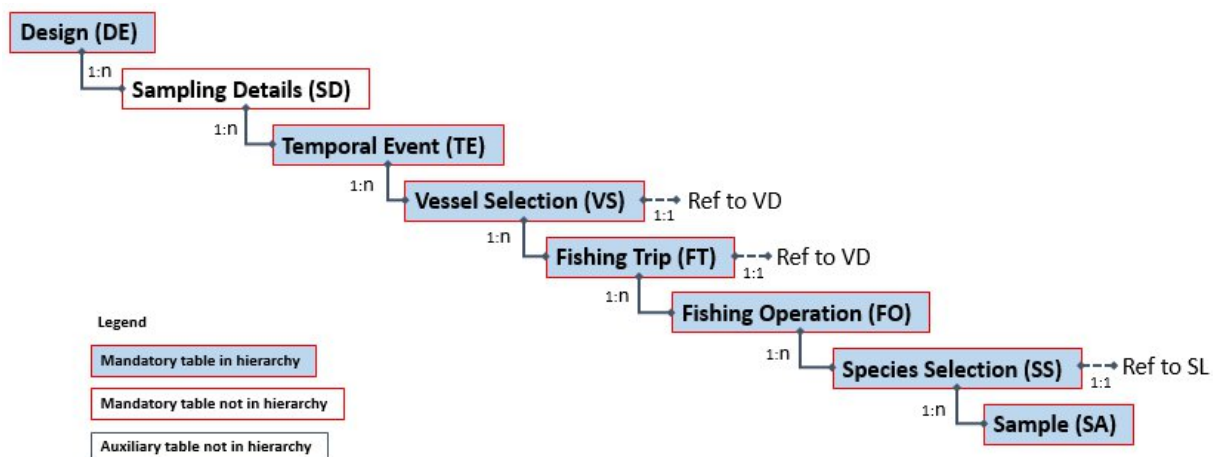 Design (DE)
1:n
Sampling Details (SD)
1:n
Temporal Event (TE)
1:n
Vessel Selection (VS)
1:1
Ref to VD
1:n
Fishing Trip (FT)
1:1
Ref to VD
1:n
Fishing Operation (FO)
1:n
Species Selection (SS)
1:1
Ref to SL
1:n
Sample (SA)
Legend
Mandatory table in hierarchy
Mandatory table not in hierarchy
Auxiliary table not in hierarchy